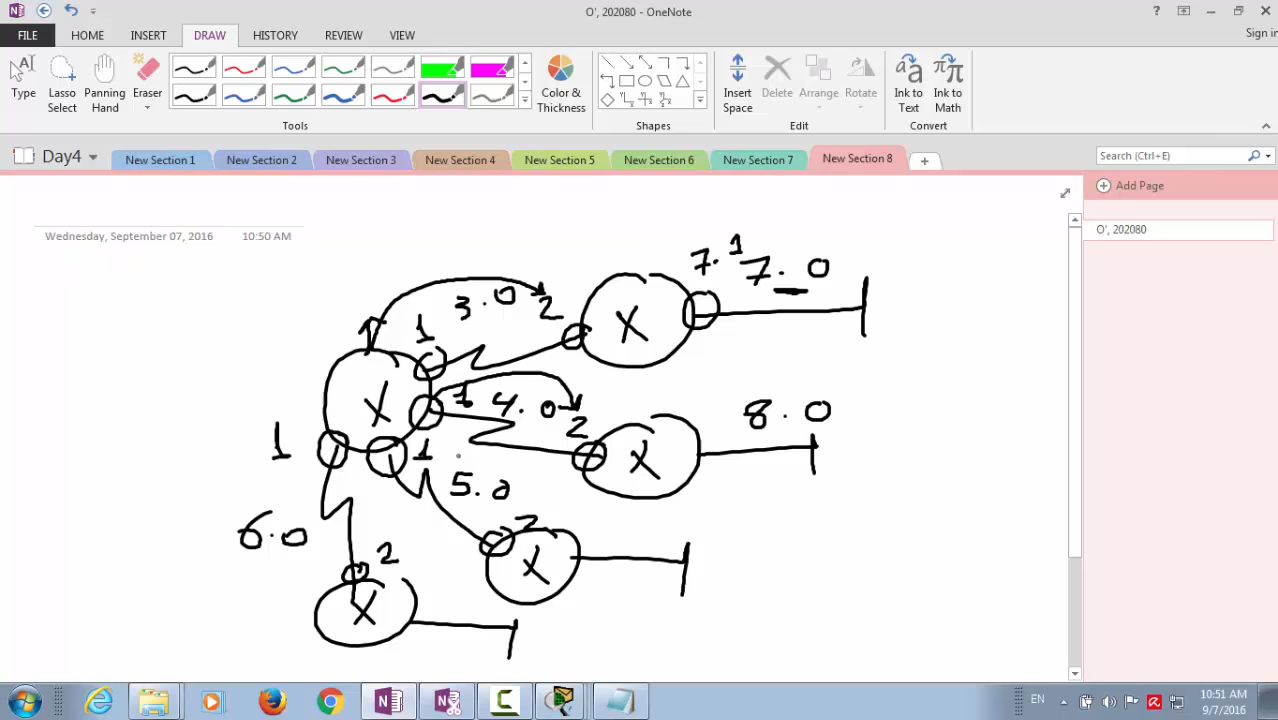 O', 202080 - OneNote
? 
FILE HOME INSERT DRAW HISTORY REVIEW VIEW Sign in
Type Lasso Select Panning Hand Eraser Color & Thickness Insert Space Delete Arrange Rotate Ink to Text Ink to Math
Tools Shapes Edit Convert
Day4 New Section 1 New Section 2 New Section 3 New Section 4 New Section 5 New Section 6 New Section 7 New Section 8 Search (Ctrl+E)
Add Page
O', 202080
Wednesday, September 07, 2016 10:50 AM
7.1 7.0
3.0 2
1 X
X 1 4.0 2 8.0
X
1 1
5.0
6.0 2
2 X
X
EN 10:51 AM
9/7/2016